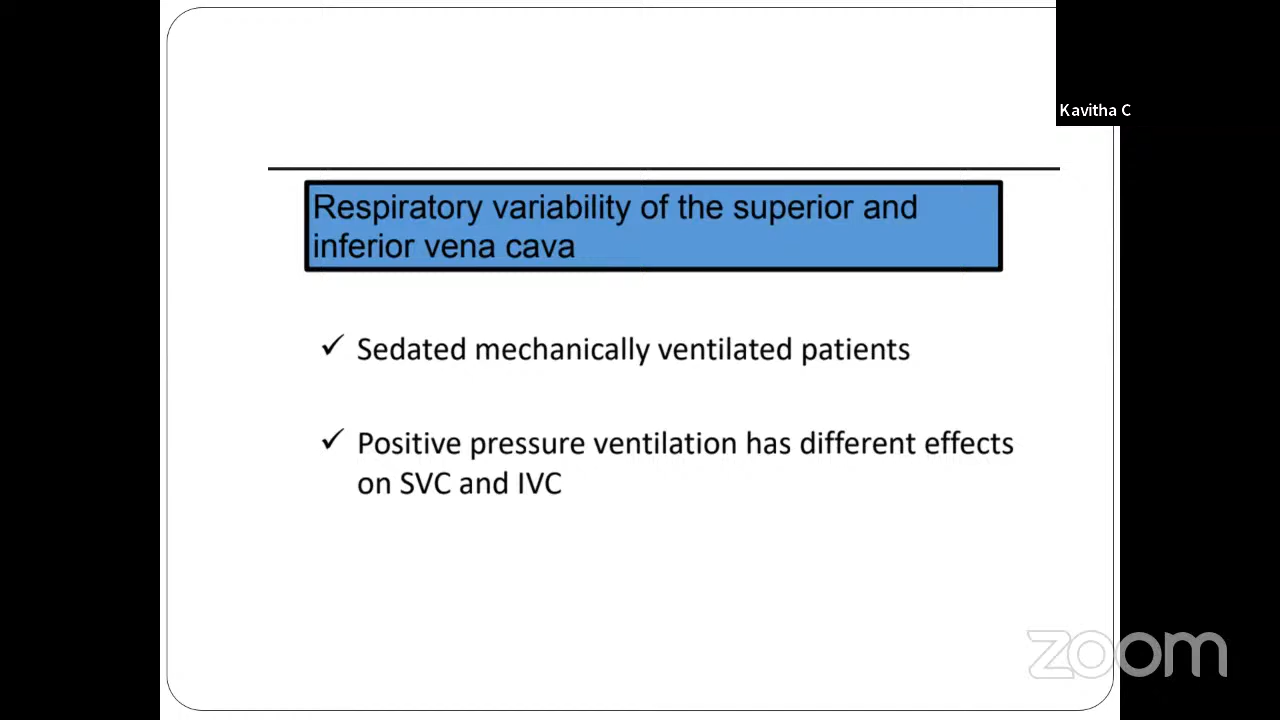 Kavitha C
Respiratory variability of the superior and
inferior vena cava
✓ Sedated mechanically ventilated patients
✓ Positive pressure ventilation has different effects
on SVC and IVC
zoom